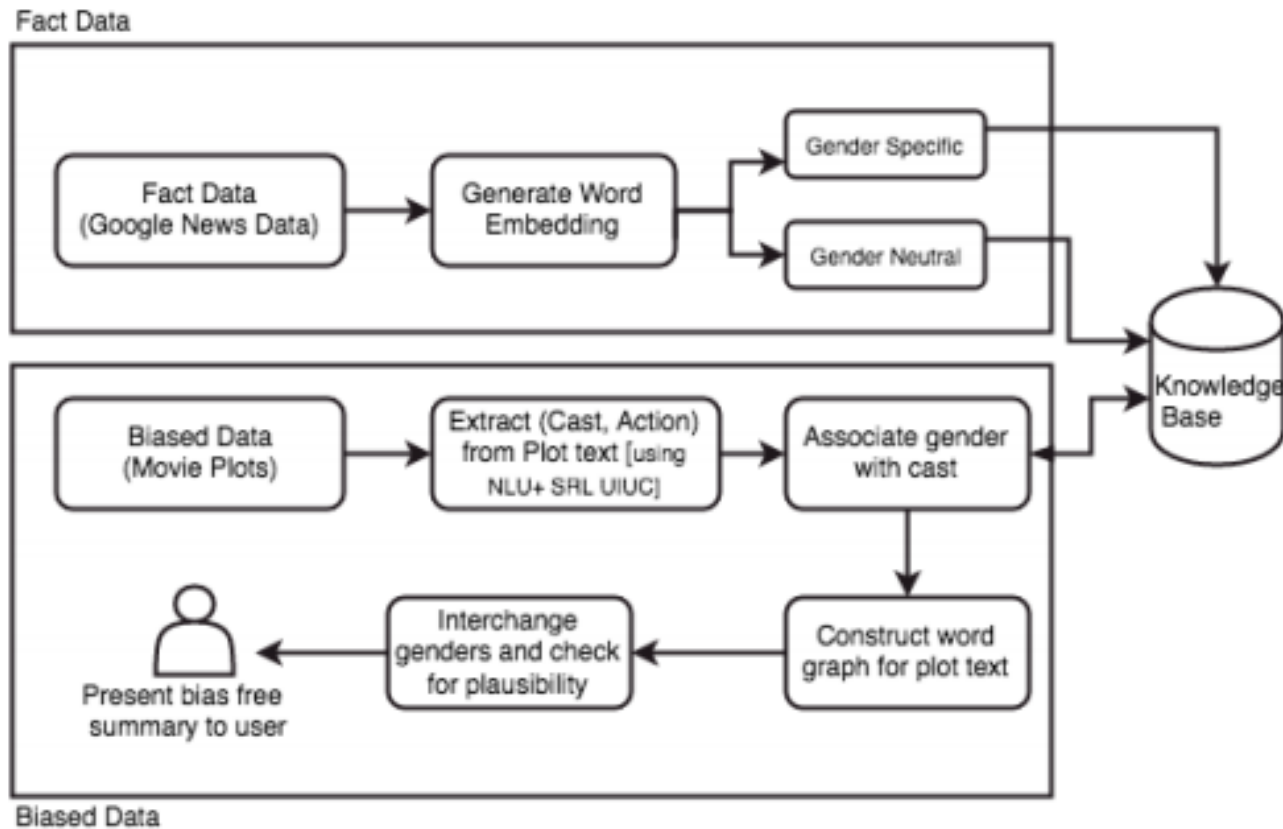 Fact Data
Fact Data
(Google News Data)
Generate Word
Embedding
Gender Specific
Gender Neutral
Knowledge
Base
Biased Data
(Movie Plots)
Extract (Cast, Action)
from Plot text [using
NLU+ SRL UIUC]
Associate gender
with cast
Construct word
graph for plot text
Interchange
genders and check
for plausibility
Present bias free
summary to user
Biased Data